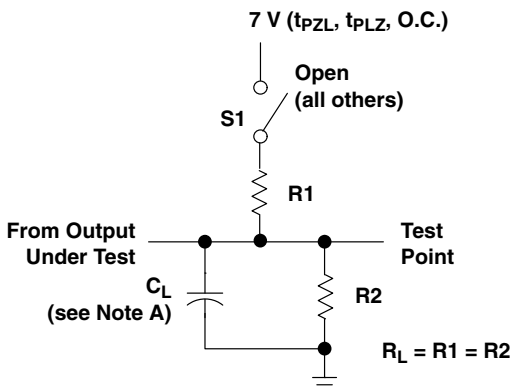 7 V (tPZL, tPLZ, O.C.)
Open
(all others)
S1
R1
From Output
Under Test
Test
Point
CL
(see Note A)
R2
RL = R1 = R2